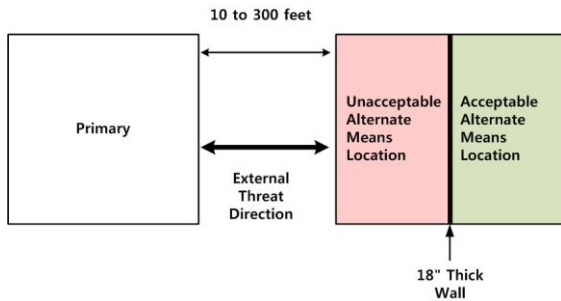 10 to 300 feet
Primary
Unacceptable
Alternate
Means
Location
Acceptable
Alternate
Means
Location
External
Threat
Direction
18" Thick
Wall